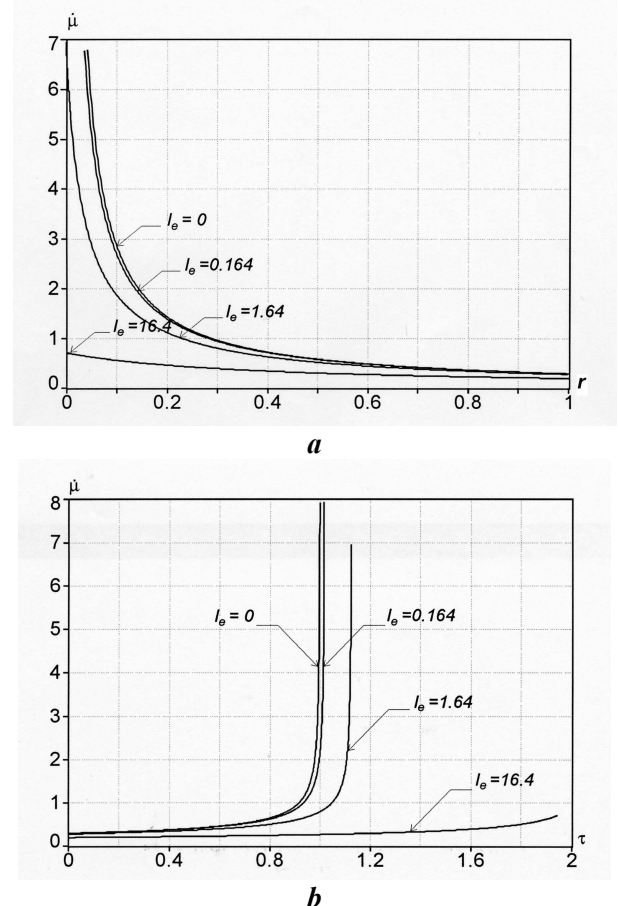 μ̇
7
6
5
4
3
2
1
0
l_e = 0
l_e =0.164
l_e =1.64
l_e =16.4
0 0.2 0.4 0.6 0.8 1 r
a
μ̇
8
7
6
5
4
3
2
1
0
l_e = 0 l_e =0.164
l_e =1.64
l_e =16.4
0 0.4 0.8 1.2 1.6 2 τ
b